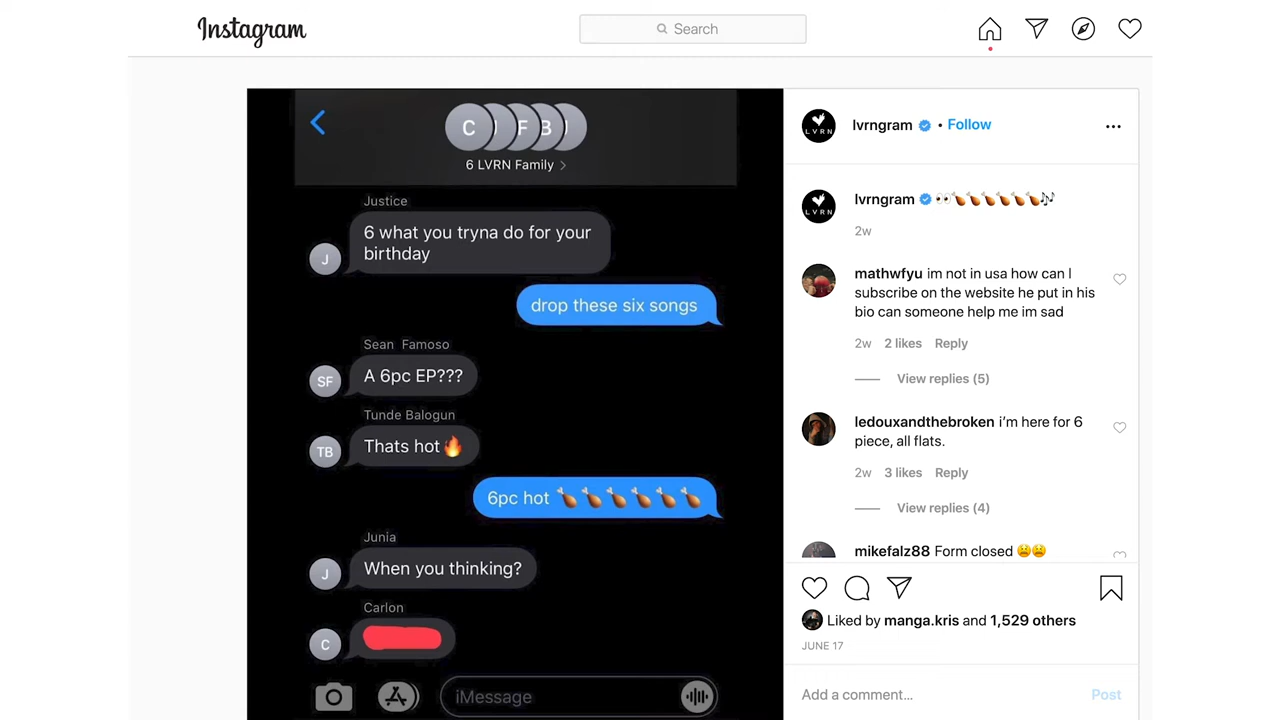 Instagram
Search
C F B
6 LVRN Family >
Justice
6 what you tryna do for your
birthday
J
drop these six songs
Sean Famoso
A 6pc EP???
SF
Tunde Balogun
Thats hot🔥
TB
6pc hot 🍗🍗🍗🍗🍗🍗
Junia
When you thinking?
J
Carlon
C
iMessage
LVRN
lvrngram • Follow
LVRN
lvrngram 👀🍗🍗🍗🍗🍗🍗🎶
2w
mathwfyu im not in usa how can I
subscribe on the website he put in his
bio can someone help me im sad
2w 2 likes Reply
View replies (5)
ledouxandthebroken i’m here for 6
piece, all flats.
2w 3 likes Reply
View replies (4)
mikefalz88 Form closed 😫😫
Liked by manga.kris and 1,529 others
JUNE 17
Add a comment... Post